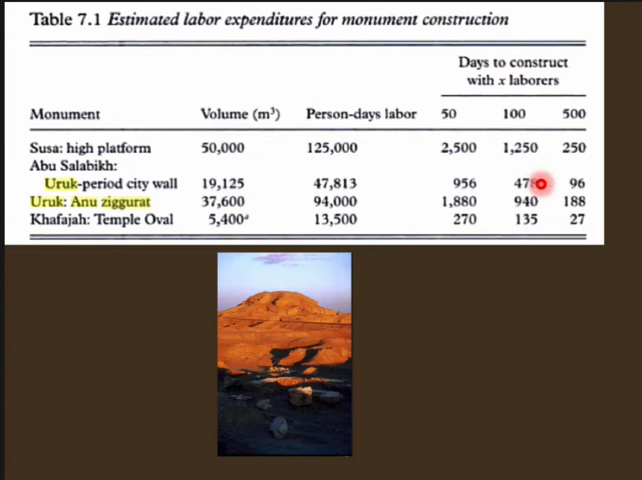 Table 7.1 Estimated labor expenditures for monument construction
Days to construct
with x laborers
Monument Volume (m³) Person-days labor 50 100 500
Susa: high platform 50,000 125,000 2,500 1,250 250
Abu Salabikh:
Uruk-period city wall 19,125 47,813 956 478 96
Uruk: Anu ziggurat 37,600 94,000 1,880 940 188
Khafajah: Temple Oval 5,400ᵃ 13,500 270 135 27